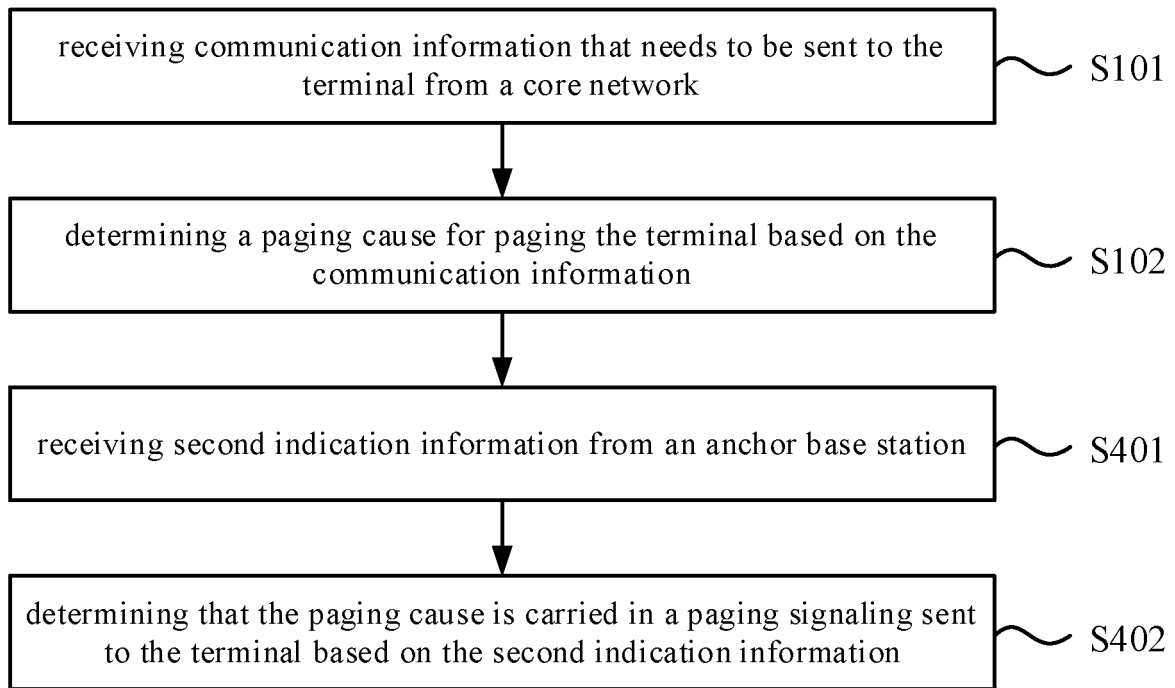 receiving communication information that needs to be sent to the
terminal from a core network
S101
determining a paging cause for paging the terminal based on the
communication information
S102
receiving second indication information from an anchor base station
S401
determining that the paging cause is carried in a paging signaling sent
to the terminal based on the second indication information
S402